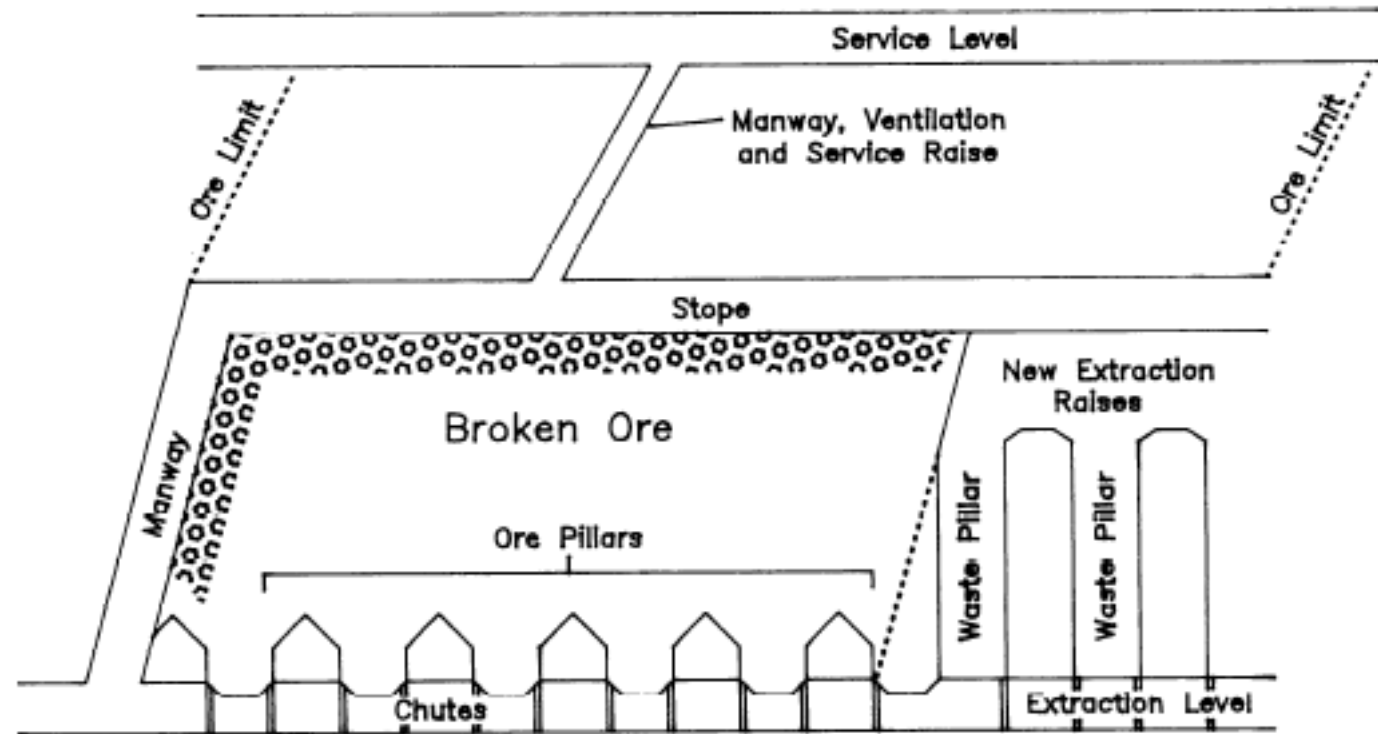 Service Level
Ore Limit
Manway, Ventilation
and Service Raise
Ore Limit
Stope
New Extraction
Raises
Broken Ore
Manway
Ore Pillars
Waste Pillar
Waste Pillar
Chutes
Extraction Level